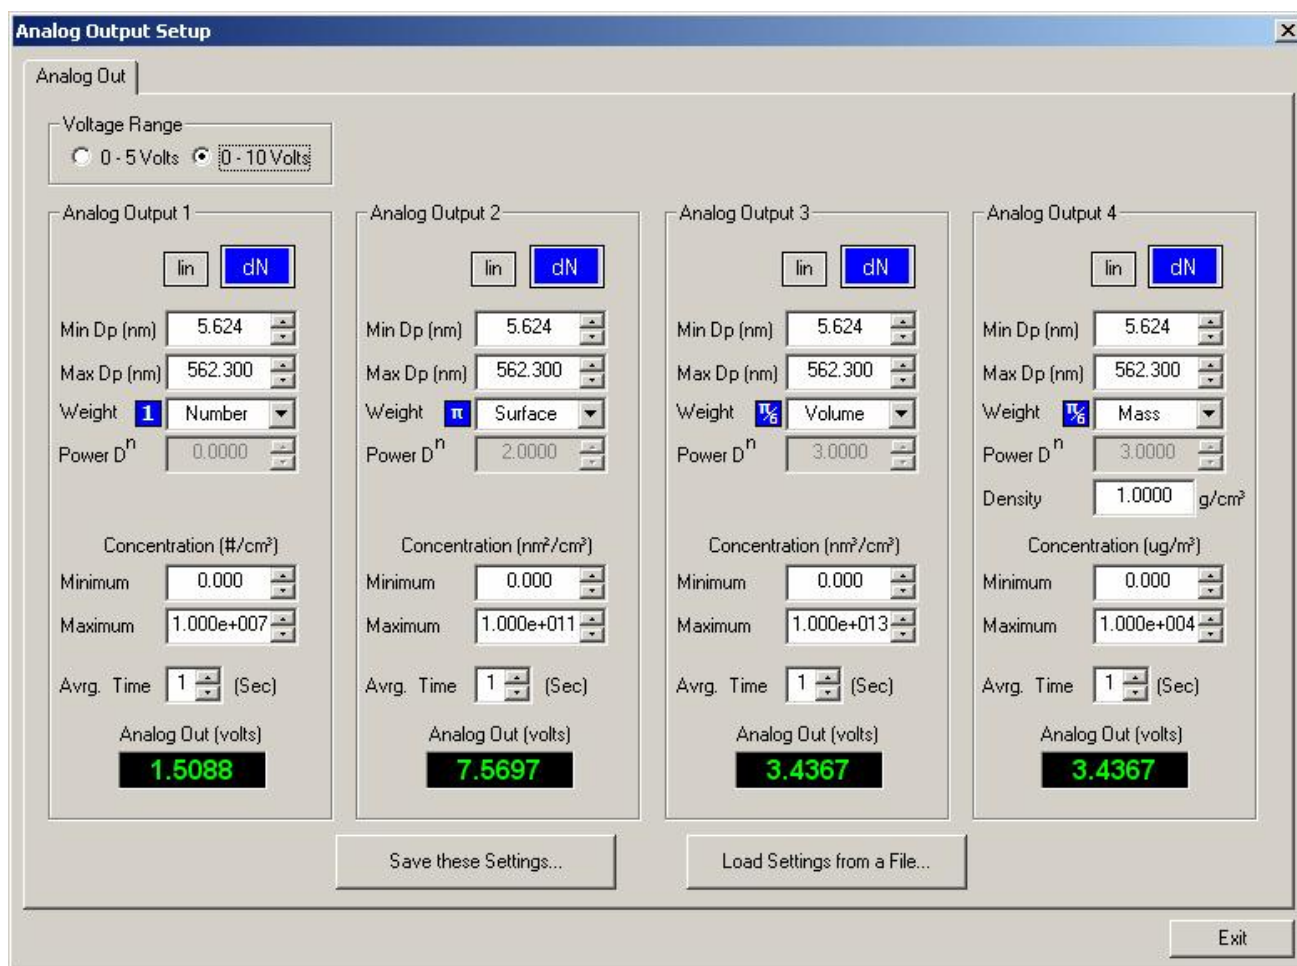 Analog Output Setup
Analog Out
Voltage Range
0 - 5 Volts 0 - 10 Volts
Analog Output 1
lin dN
Min Dp (nm) 5.624
Max Dp (nm) 562.300
Weight 1 Number
Power Dⁿ 0.0000
Concentration (#/cm³)
Minimum 0.000
Maximum 1.000e+007
Avrg. Time 1 (Sec)
Analog Out (volts)
1.5088
Analog Output 2
lin dN
Min Dp (nm) 5.624
Max Dp (nm) 562.300
Weight π Surface
Power Dⁿ 2.0000
Concentration (nm²/cm³)
Minimum 0.000
Maximum 1.000e+011
Avrg. Time 1 (Sec)
Analog Out (volts)
7.5697
Analog Output 3
lin dN
Min Dp (nm) 5.624
Max Dp (nm) 562.300
Weight π/6 Volume
Power Dⁿ 3.0000
Concentration (nm³/cm³)
Minimum 0.000
Maximum 1.000e+013
Avrg. Time 1 (Sec)
Analog Out (volts)
3.4367
Analog Output 4
lin dN
Min Dp (nm) 5.624
Max Dp (nm) 562.300
Weight π/6 Mass
Power Dⁿ 3.0000
Density 1.0000 g/cm³
Concentration (ug/m³)
Minimum 0.000
Maximum 1.000e+004
Avrg. Time 1 (Sec)
Analog Out (volts)
3.4367
Save these Settings...
Load Settings from a File...
Exit